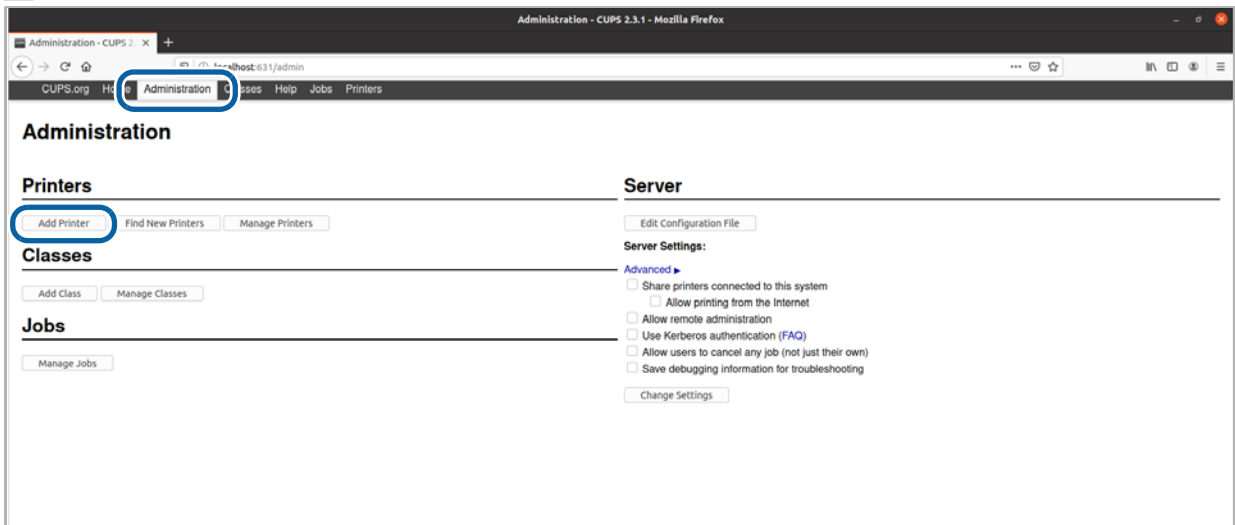 Administration - CUPS 2.3.1 - Mozilla Firefox
Administration - CUPS 2.
localhost:631/admin
CUPS.org Home Administration Classes Help Jobs Printers
Administration
Printers
Add Printer Find New Printers Manage Printers
Classes
Add Class Manage Classes
Jobs
Manage Jobs
Server
Edit Configuration File
Server Settings:
Advanced ▶
Share printers connected to this system
Allow printing from the Internet
Allow remote administration
Use Kerberos authentication (FAQ)
Allow users to cancel any job (not just their own)
Save debugging information for troubleshooting
Change Settings